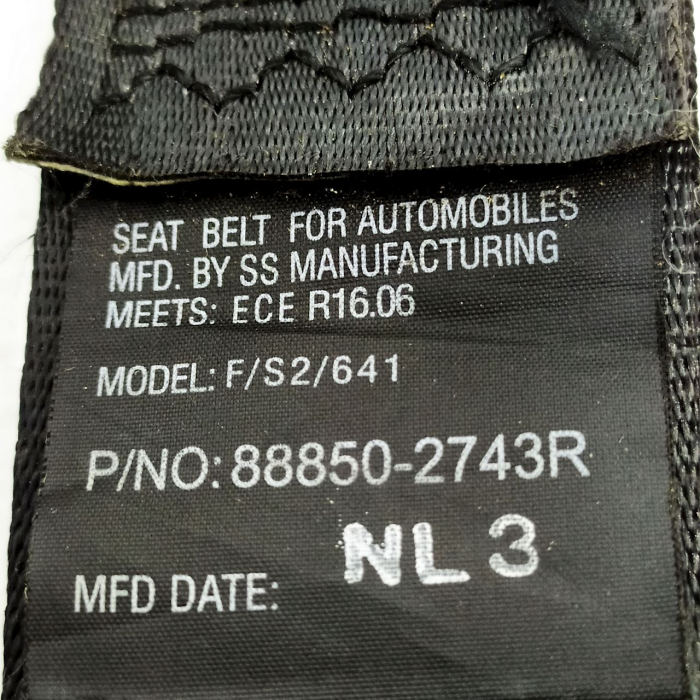 SEAT BELT FOR AUTOMOBILES
MFD. BY SS MANUFACTURING
MEETS: ECE R16.06
MODEL: F/S2/641
P/NO: 88850-2743R
NL 3
MFD DATE: